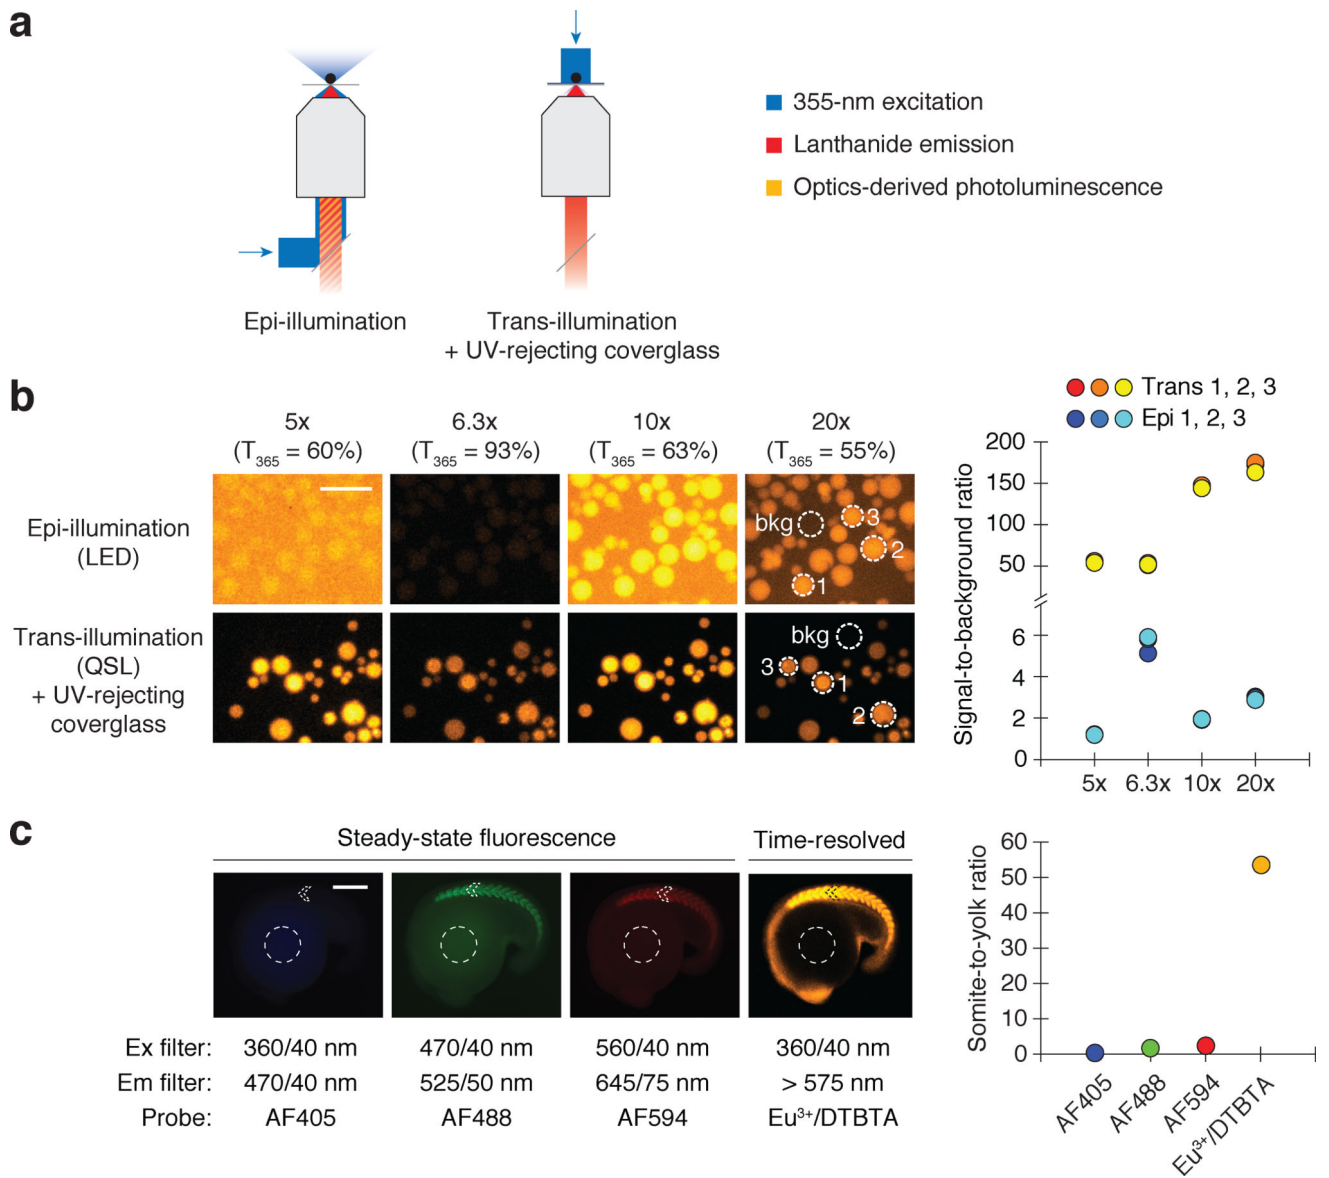 a
355-nm excitation
Lanthanide emission
Optics-derived photoluminescence
Epi-illumination
Trans-illumination
+ UV-rejecting coverglass
b
5x
(T365 = 60%)
6.3x
(T365 = 93%)
10x
(T365 = 63%)
20x
(T365 = 55%)
Epi-illumination
(LED)
bkg
3
2
1
Trans-illumination
(QSL)
+ UV-rejecting
coverglass
bkg
3
1
2
Trans 1, 2, 3
Epi 1, 2, 3
Signal-to-background ratio
200
150
100
50
6
4
2
0
5x 6.3x 10x 20x
c
Steady-state fluorescence
Time-resolved
Ex filter: 360/40 nm 470/40 nm 560/40 nm 360/40 nm
Em filter: 470/40 nm 525/50 nm 645/75 nm > 575 nm
Probe: AF405 AF488 AF594 Eu3+/DTBTA
Somite-to-yolk ratio
60
50
40
30
20
10
0
AF405
AF488
AF594
Eu3+/DTBTA